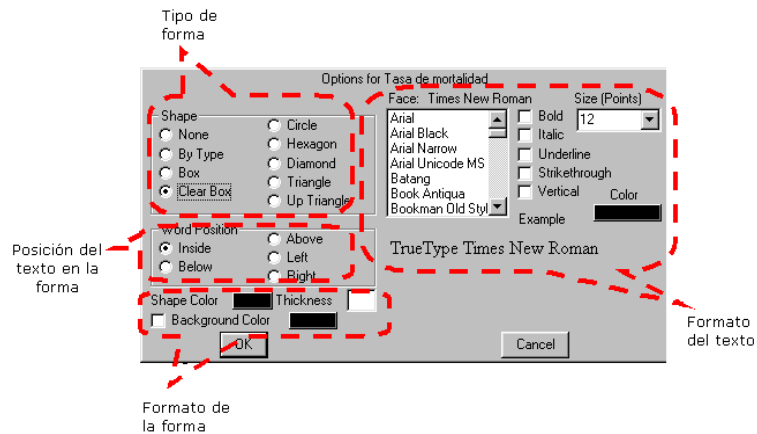 Tipo de
forma
Options for Tasa de mortalidad
Shape
None
By Type
Box
Clear Box
Circle
Hexagon
Diamond
Triangle
Up Triangle
Face: Times New Roman
Arial
Arial Black
Arial Narrow
Arial Unicode MS
Batang
Book Antiqua
Bookman Old Styl
Bold
Italic
Underline
Strikethrough
Vertical
Size (Points)
12
Color
Example
TrueType Times New Roman
Word Position
Inside
Below
Above
Left
Right
Posición del
texto en la
forma
Shape Color
Thickness
Background Color
OK
Cancel
Formato
del texto
Formato de
la forma